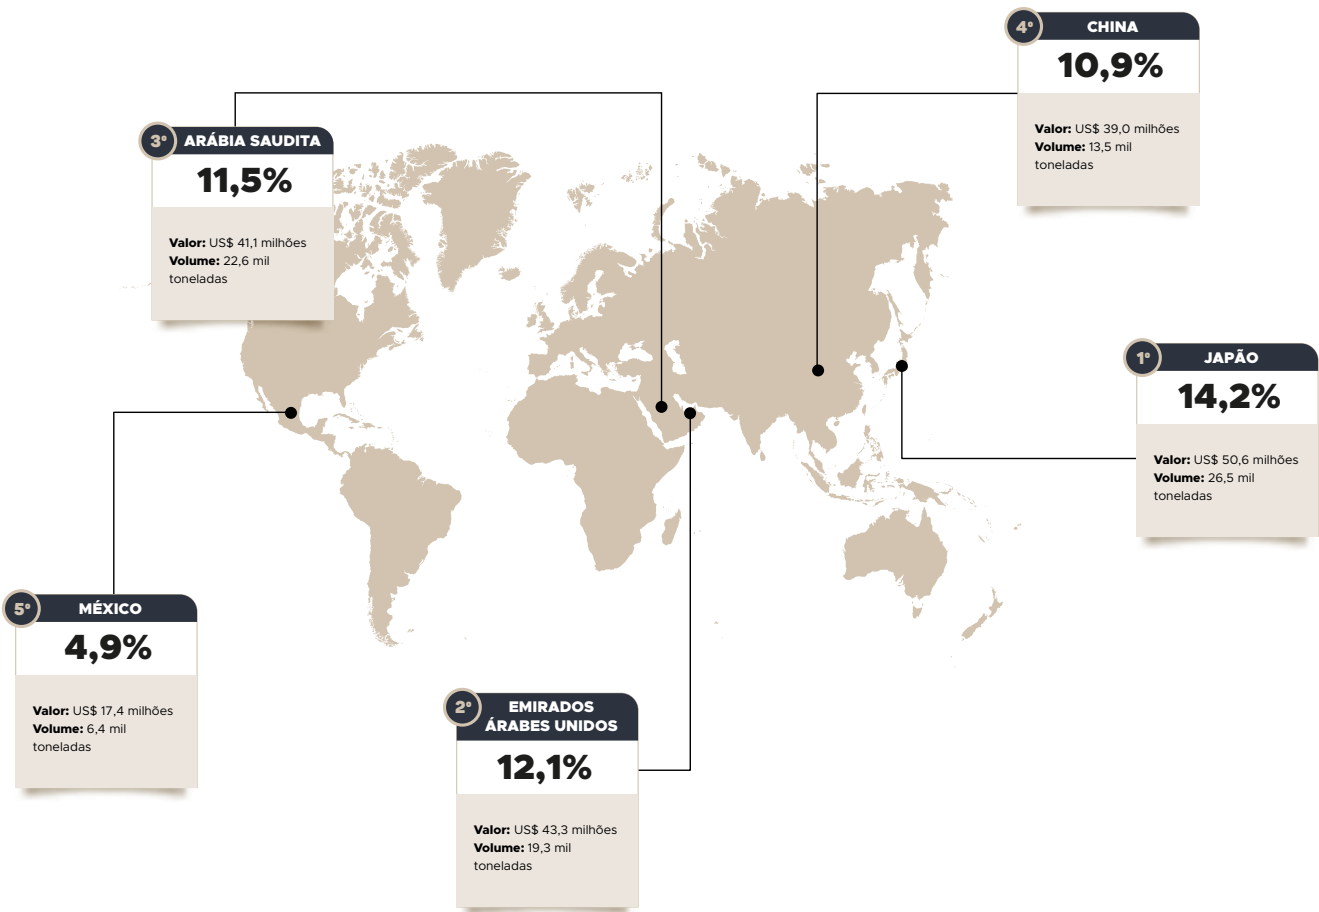 4º
CHINA
10,9%
Valor: US$ 39,0 milhões
Volume: 13,5 mil
toneladas
3º
ARÁBIA SAUDITA
11,5%
Valor: US$ 41,1 milhões
Volume: 22,6 mil
toneladas
1º
JAPÃO
14,2%
Valor: US$ 50,6 milhões
Volume: 26,5 mil
toneladas
5º
MÉXICO
4,9%
Valor: US$ 17,4 milhões
Volume: 6,4 mil
toneladas
2º
EMIRADOS
ÁRABES UNIDOS
12,1%
Valor: US$ 43,3 milhões
Volume: 19,3 mil
toneladas